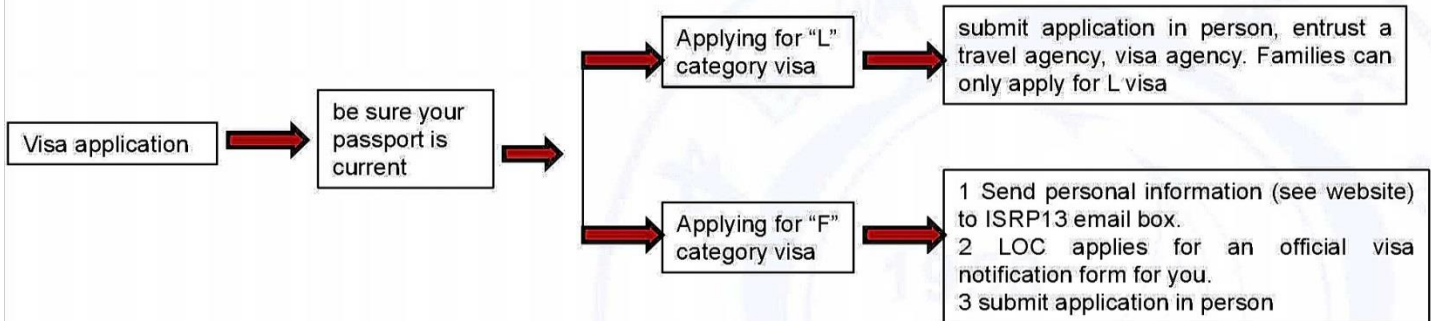 Visa application
be sure your
passport is
current
Applying for “L”
category visa
submit application in person, entrust a
travel agency, visa agency. Families can
only apply for L visa
Applying for “F”
category visa
1 Send personal information (see website)
to ISRP13 email box.
2 LOC applies for an official visa
notification form for you.
3 submit application in person